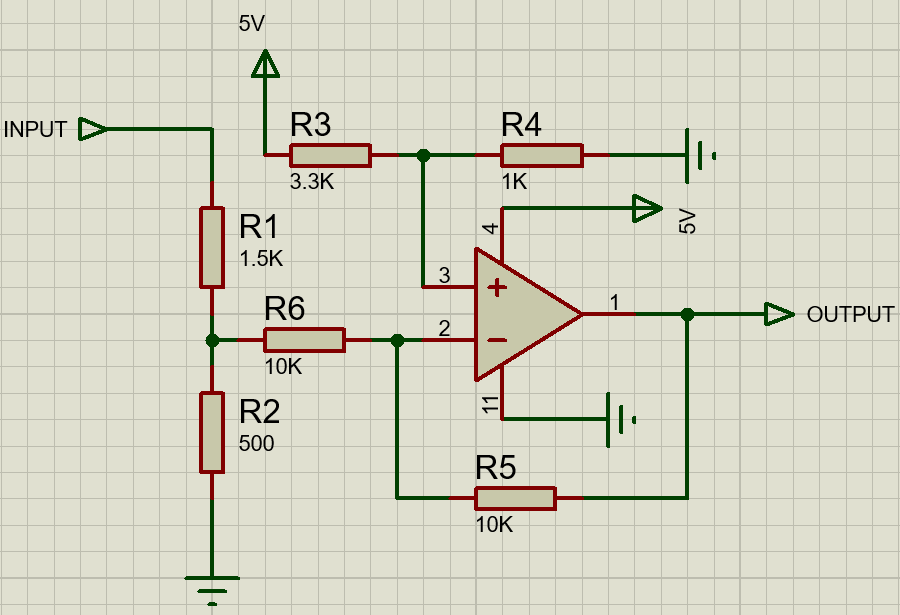 5V
INPUT
R3
3.3K
R4
1K
5V
4
R1
1.5K
3
+
1
OUTPUT
R6
10K
2
−
11
R2
500
R5
10K